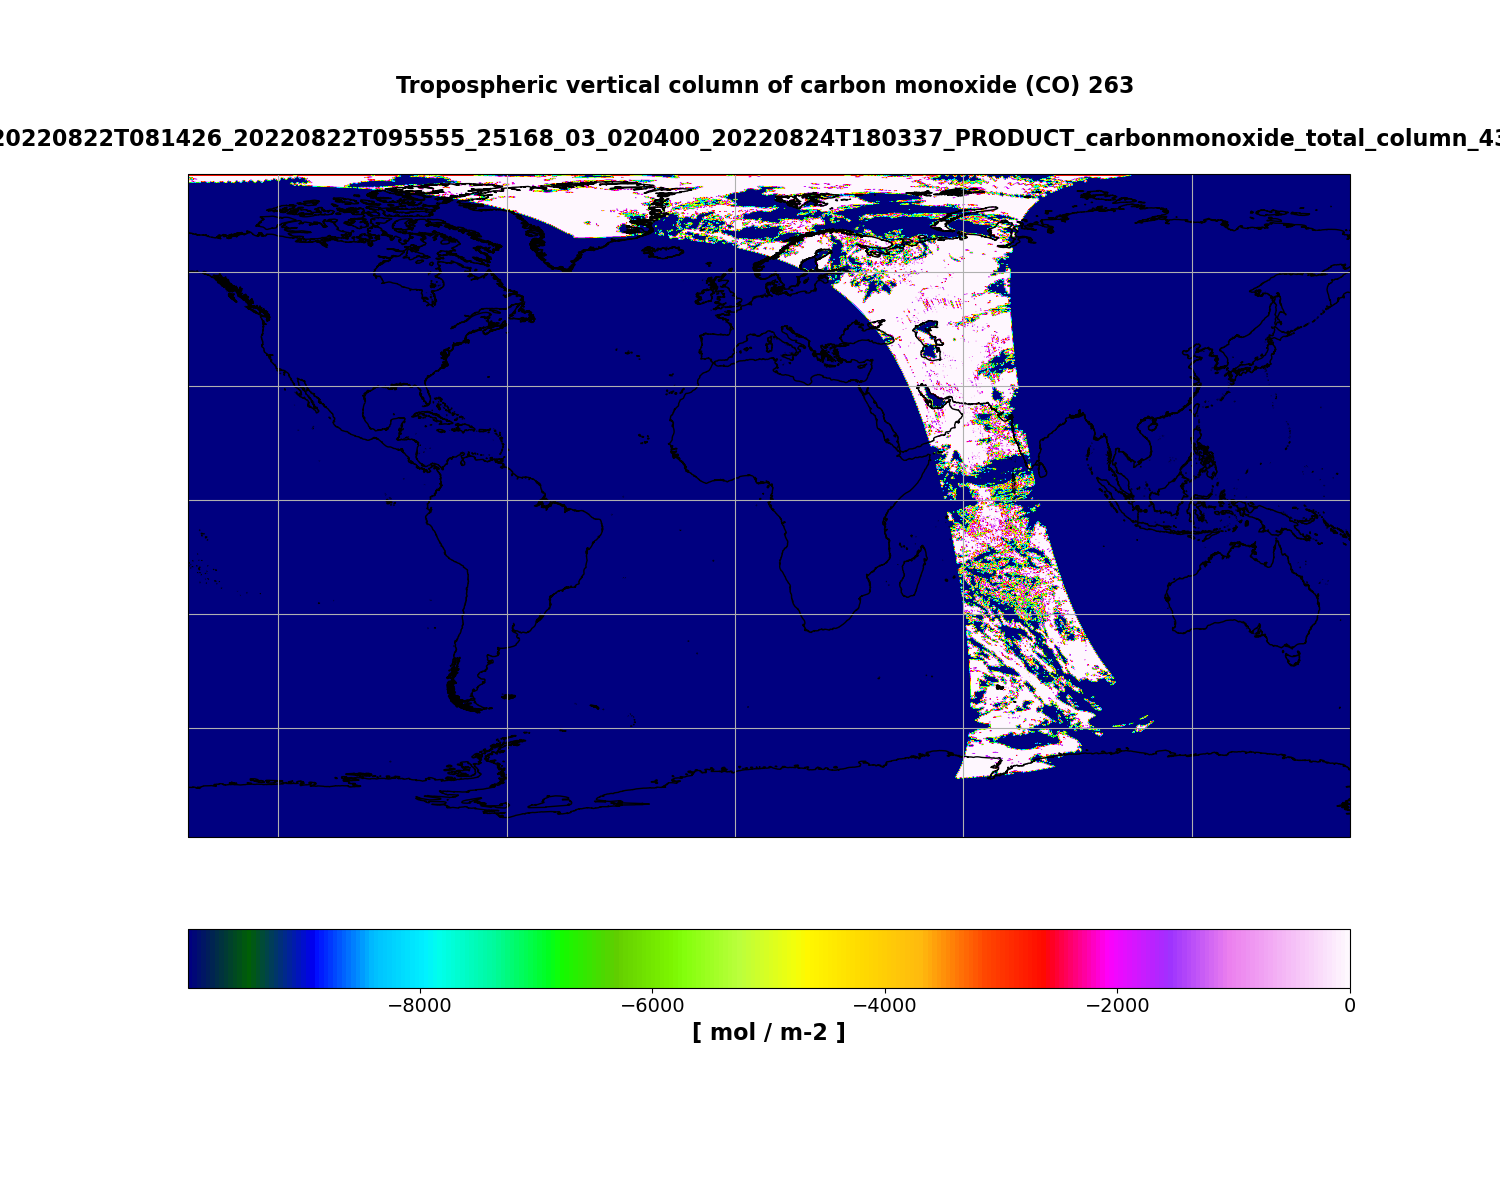 Tropospheric vertical column of carbon monoxide (CO) 263
20220822T081426_20220822T095555_25168_03_020400_20220824T180337_PRODUCT_carbonmonoxide_total_column_43
−8000 −6000 −4000 −2000 0
[ mol / m-2 ]